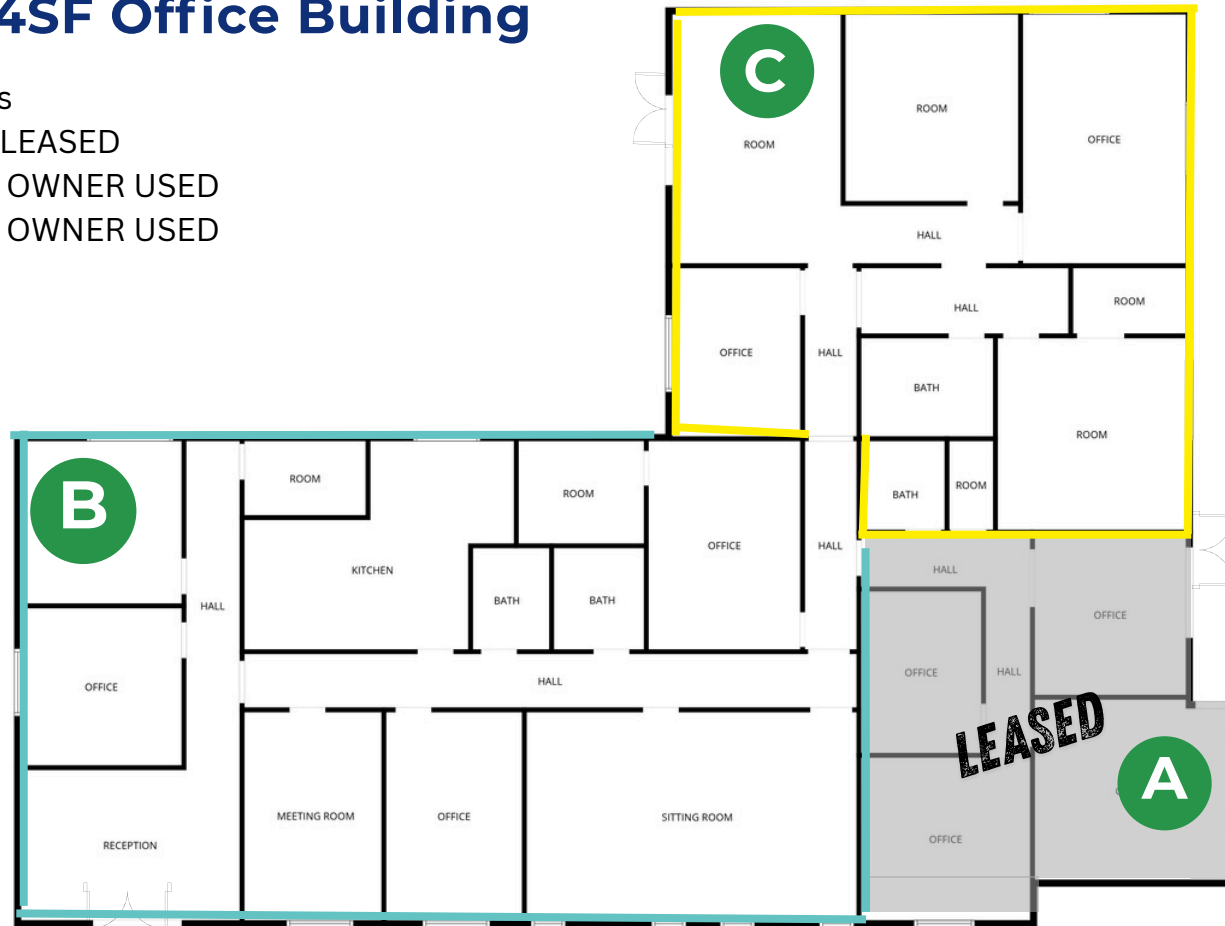 4SF Office Building
s
LEASED
OWNER USED
OWNER USED
C
ROOM
ROOM
OFFICE
HALL
HALL
ROOM
OFFICE
HALL
BATH
ROOM
BATH
ROOM
B
ROOM
ROOM
OFFICE
HALL
KITCHEN
HALL
BATH
BATH
HALL
OFFICE
OFFICE
HALL
OFFICE
HALL
LEASED
A
MEETING ROOM
OFFICE
SITTING ROOM
RECEPTION
OFFICE